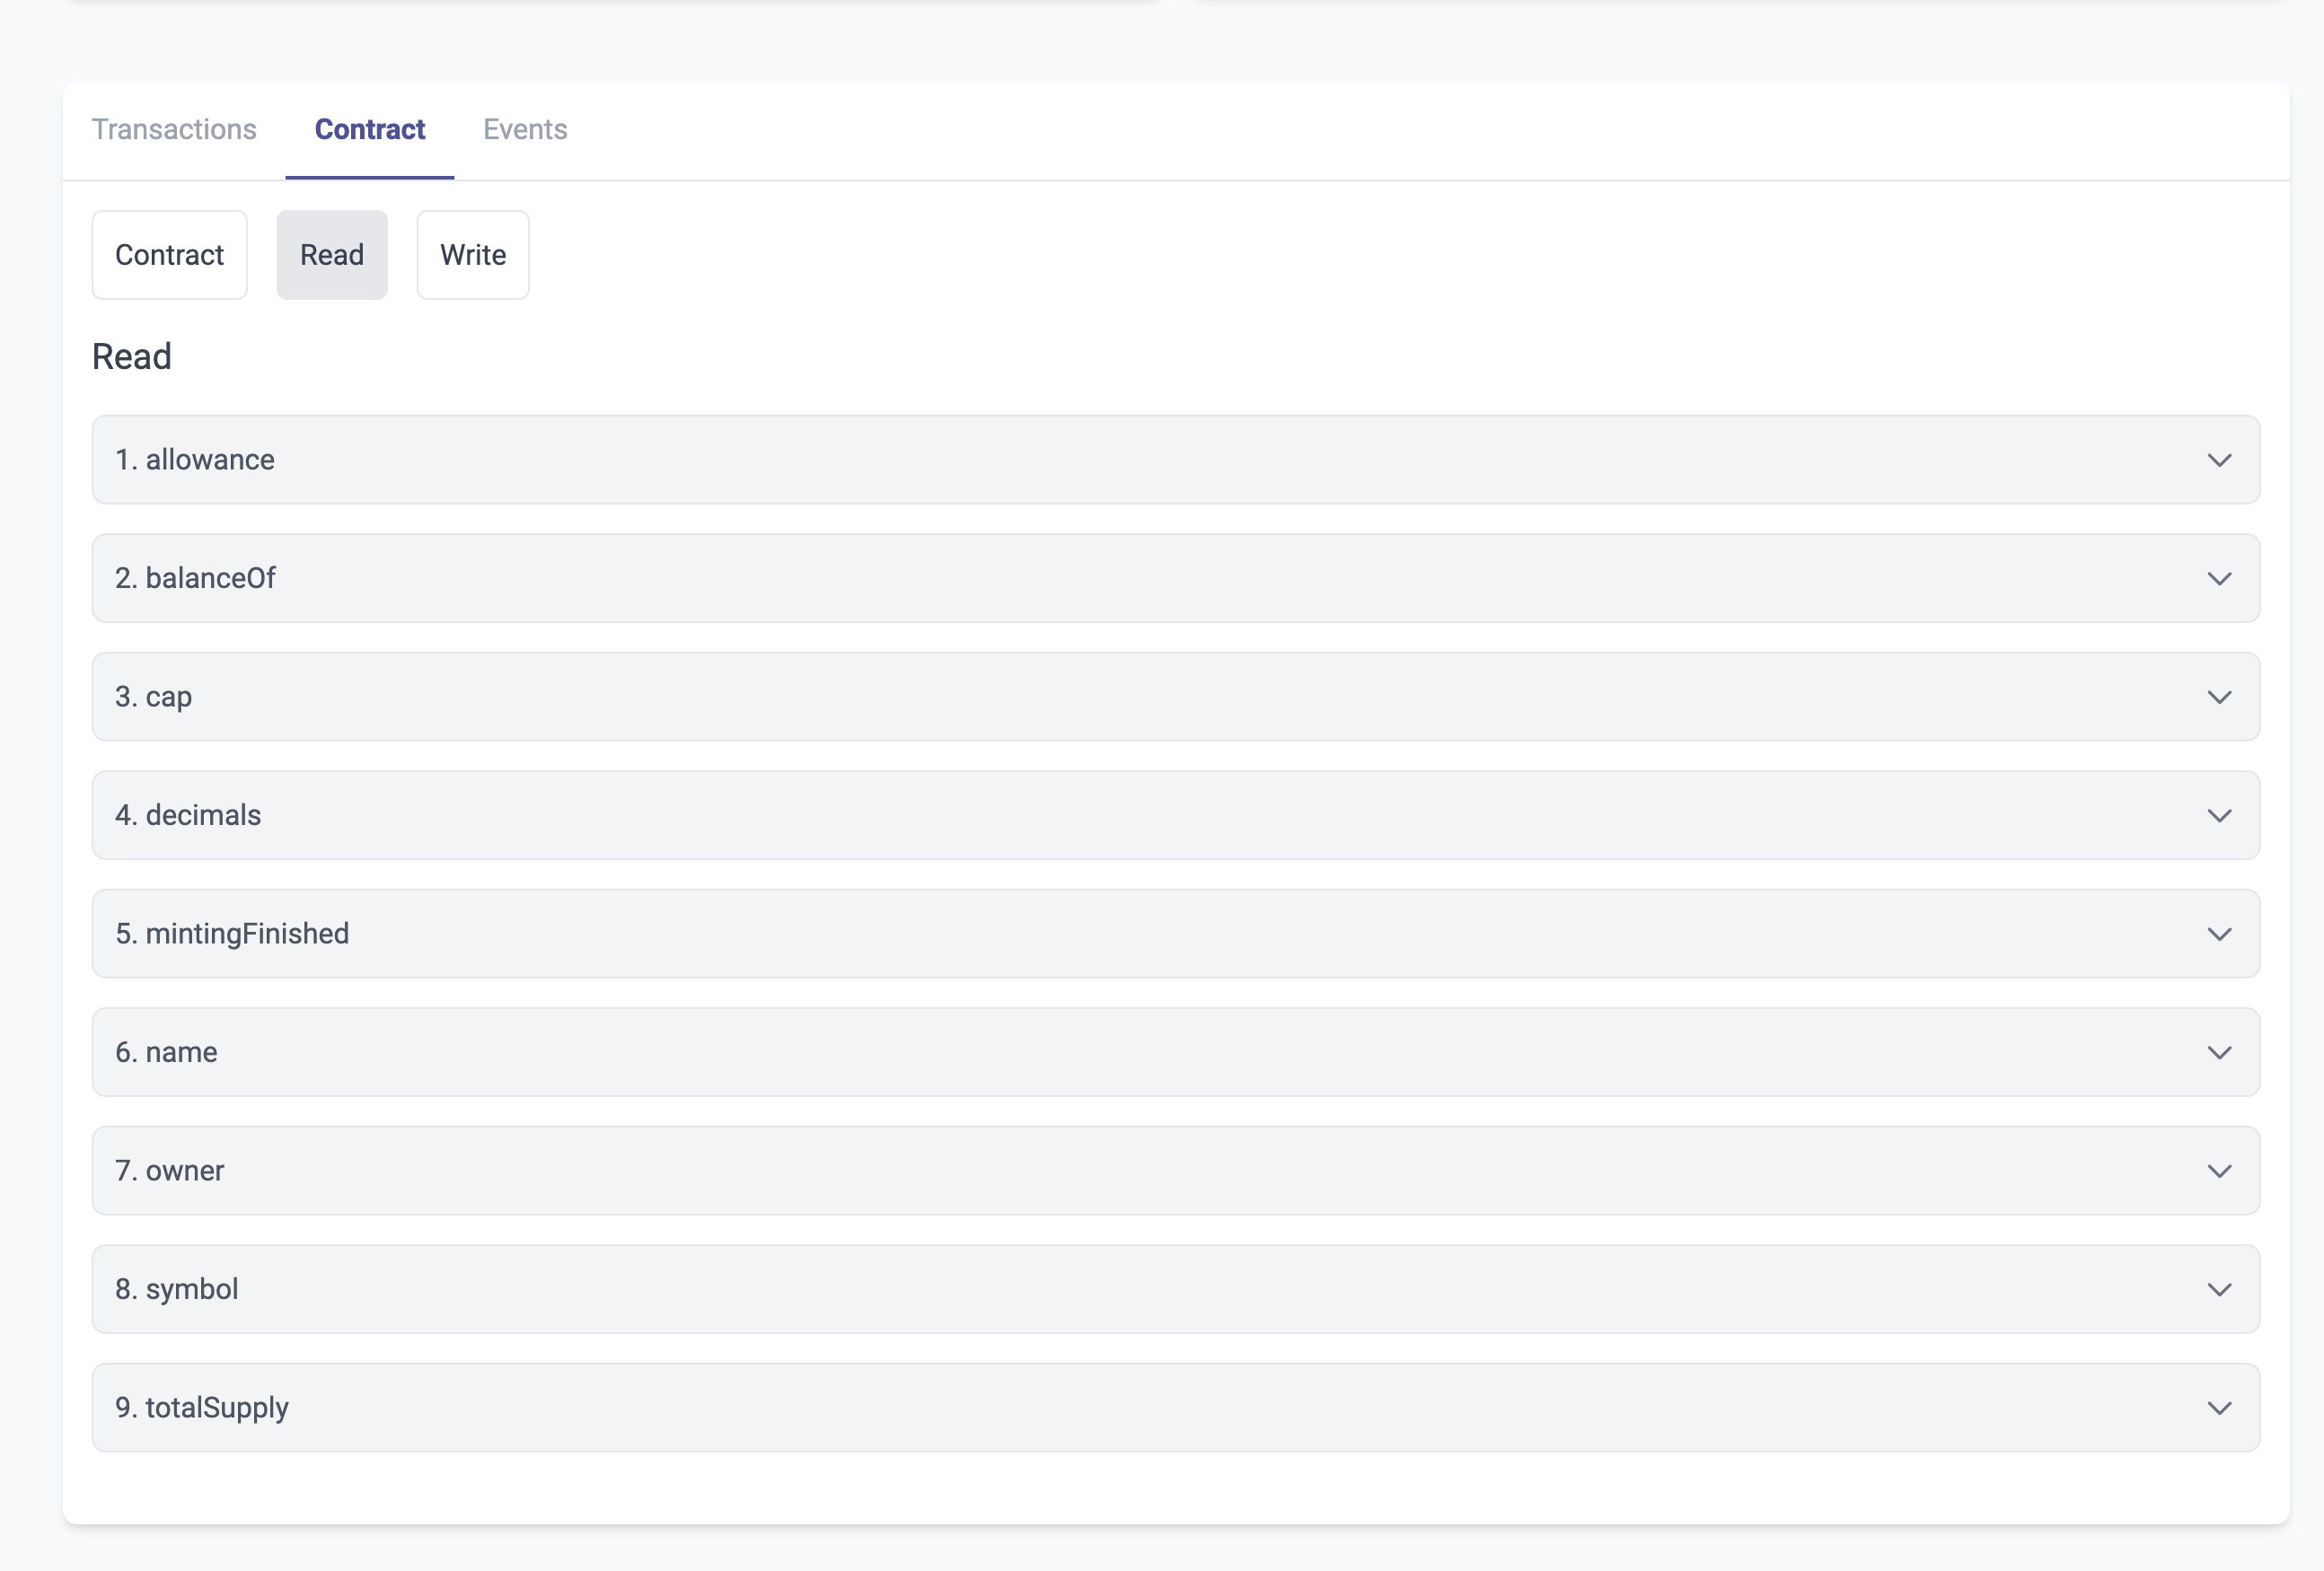 Transactions Contract Events
Contract Read Write
Read
1. allowance
2. balanceOf
3. cap
4. decimals
5. mintingFinished
6. name
7. owner
8. symbol
9. totalSupply